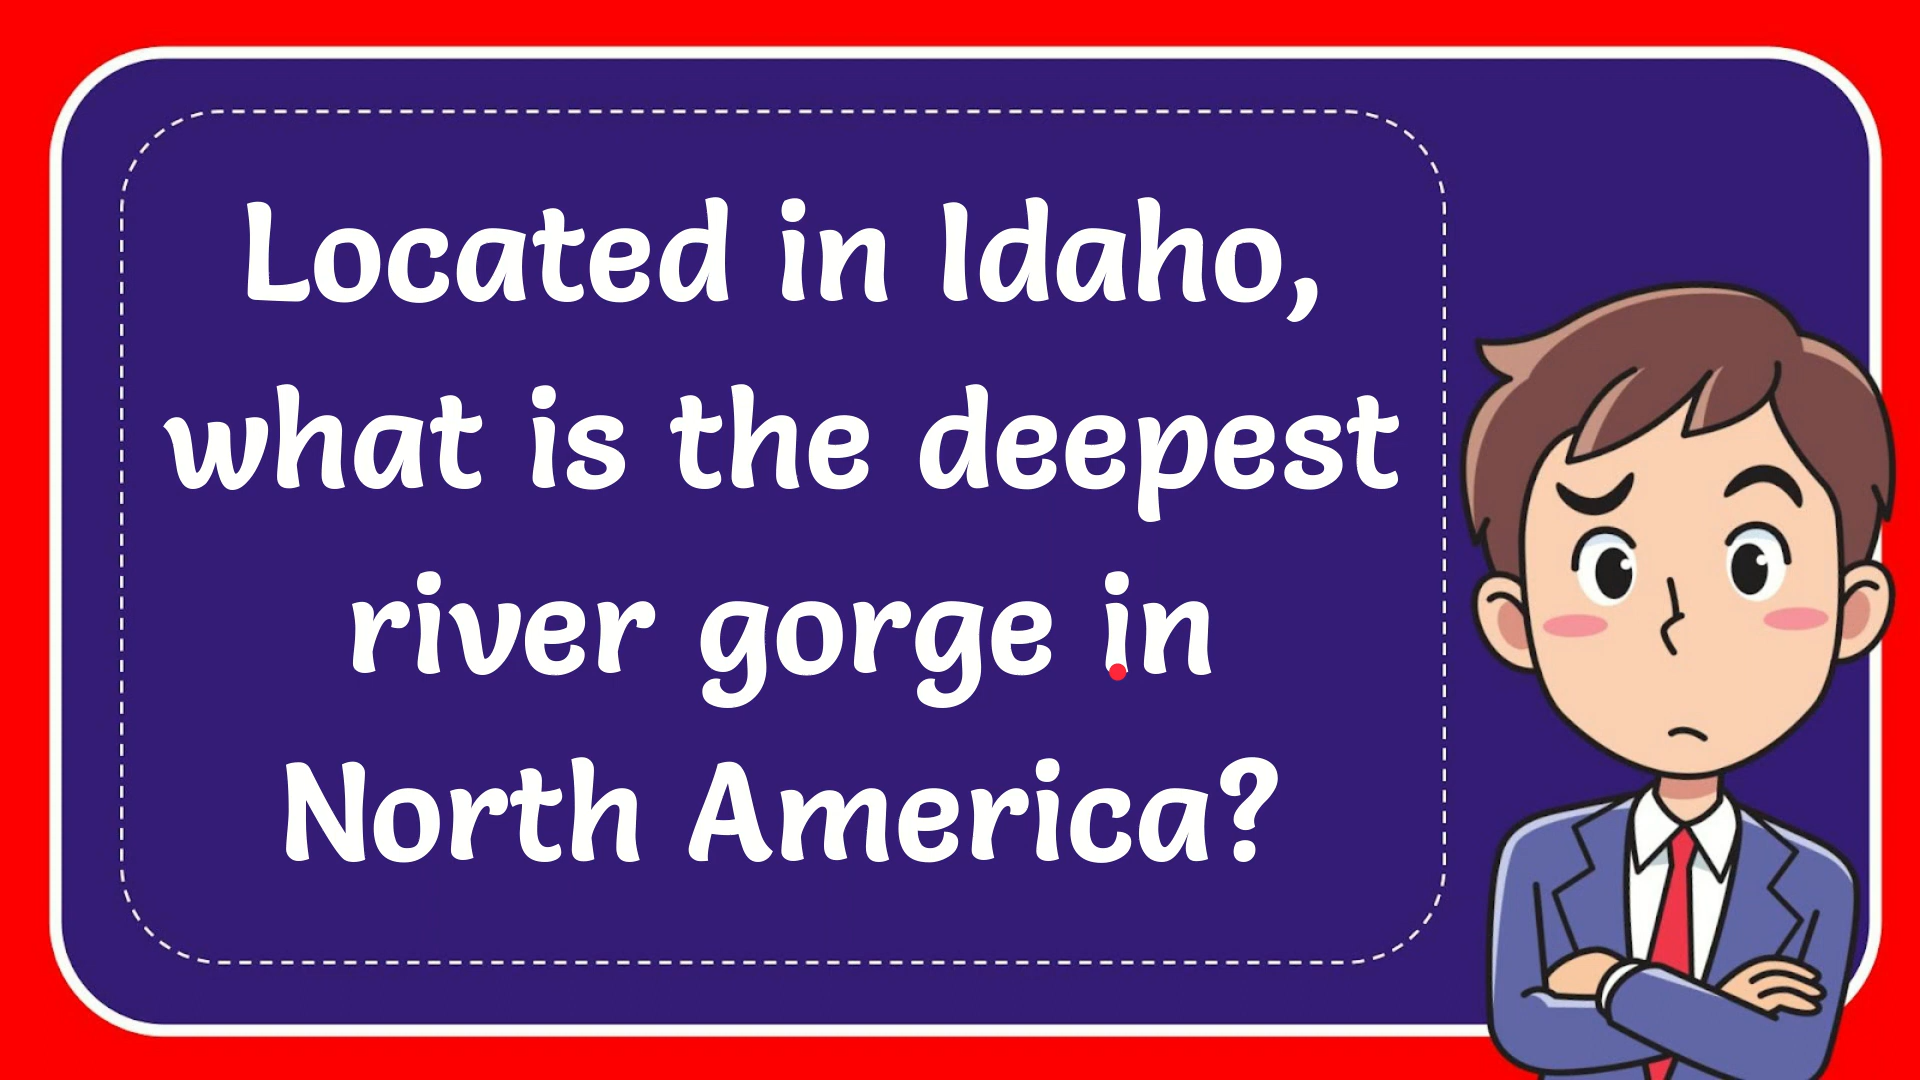 Located in Idaho,
what is the deepest
river gorge in
North America?